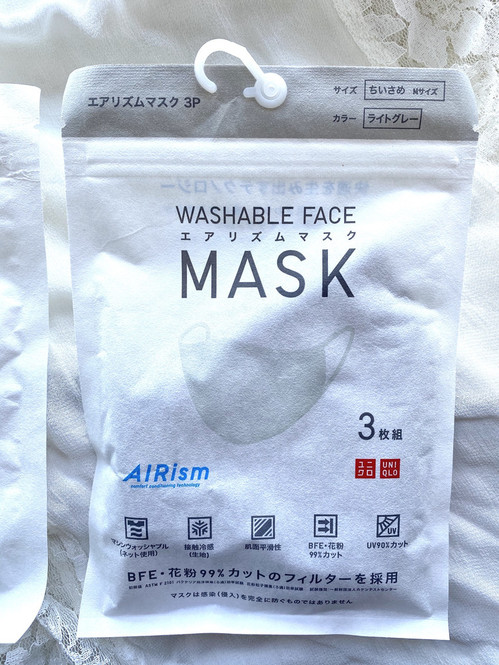 エアリズムマスク 3P
サイズ ちいさめ Mサイズ
カラー ライトグレー
WASHABLE FACE
エアリズムマスク
MASK
3枚組
AIRism
comfort conditioning technology
ユニクロ UNIQLO
マシンウォッシャブル
(ネット使用)
接触冷感
(生地)
肌面平滑性
BFE・花粉
99%カット
UV
UV90%カット
BFE・花粉99%カットのフィルターを採用
マスクは感染(侵入)を完全に防ぐものではありません